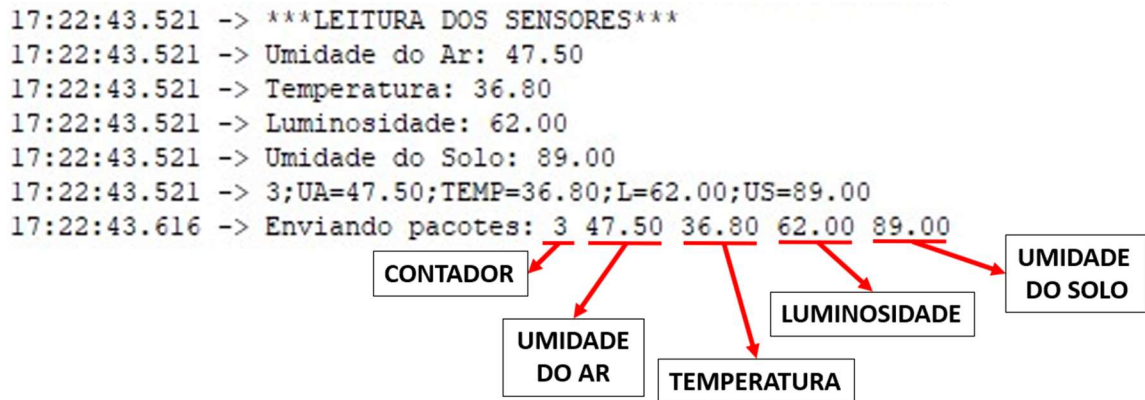 17:22:43.521 -> ***LEITURA DOS SENSORES***
17:22:43.521 -> Umidade do Ar: 47.50
17:22:43.521 -> Temperatura: 36.80
17:22:43.521 -> Luminosidade: 62.00
17:22:43.521 -> Umidade do Solo: 89.00
17:22:43.521 -> 3;UA=47.50;TEMP=36.80;L=62.00;US=89.00
17:22:43.616 -> Enviando pacotes: 3 47.50 36.80 62.00 89.00
CONTADOR
UMIDADE
DO AR
TEMPERATURA
LUMINOSIDADE
UMIDADE
DO SOLO